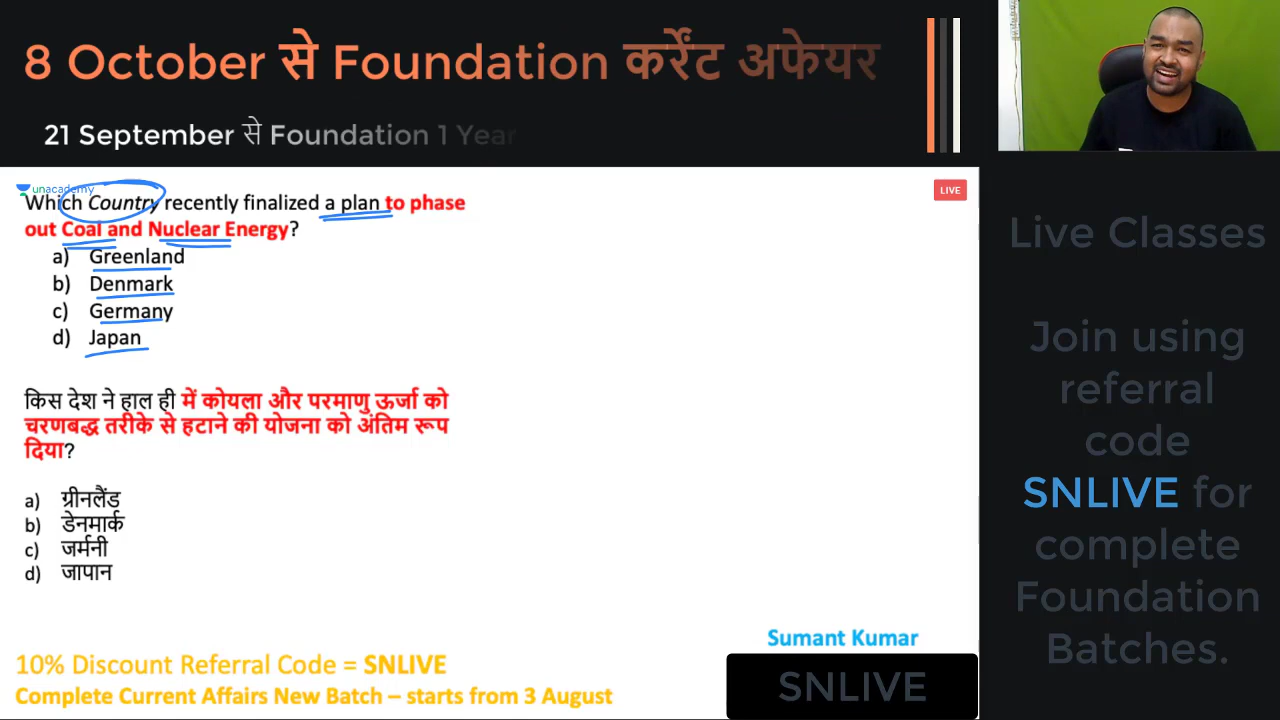 8 October से Foundation कर्रेंट अफेयर
21 September से Foundation 1 Year
unacademy
Which Country recently finalized a plan to phase
out Coal and Nuclear Energy?
a) Greenland
b) Denmark
c) Germany
d) Japan
किस देश ने हाल ही में कोयला और परमाणु ऊर्जा को
चरणबद्ध तरीके से हटाने की योजना को अंतिम रूप
दिया?
a) ग्रीनलैंड
b) डेनमार्क
c) जर्मनी
d) जापान
Sumant Kumar
10% Discount Referral Code = SNLIVE
Complete Current Affairs New Batch – starts from 3 August
SNLIVE
LIVE
Live Classes
Join using
referral
code
SNLIVE for
complete
Foundation
Batches.